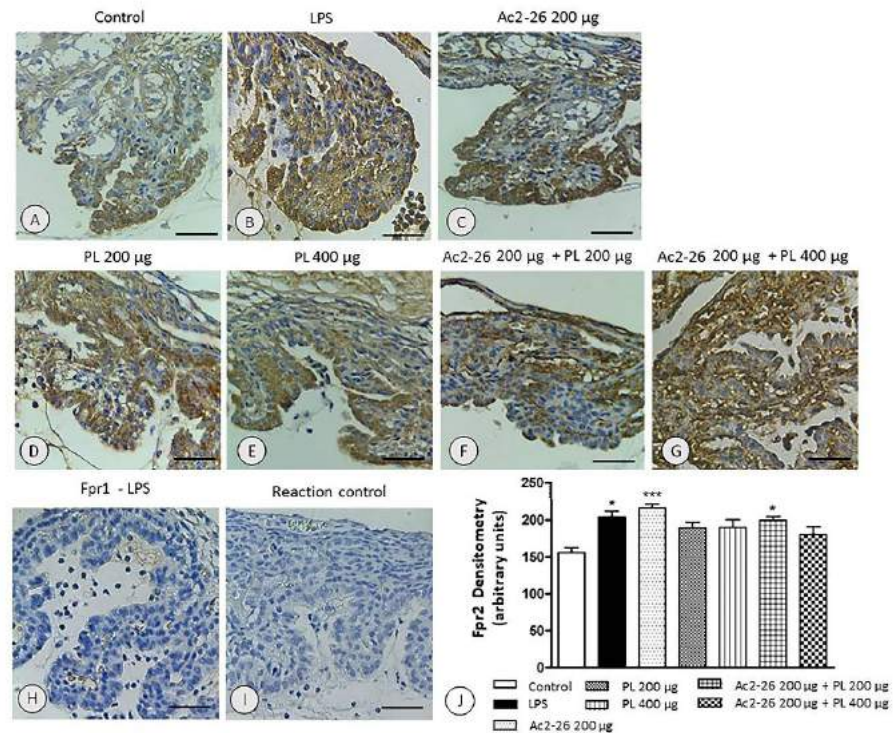 Control LPS Ac2-26 200 µg
A B C
PL 200 µg PL 400 µg Ac2-26 200 µg + PL 200 µg Ac2-26 200 µg + PL 400 µg
D E F G
Fpr1 - LPS Reaction control
H I
Fpr2 Densitometry
(arbitrary units)
250
200
150
100
50
0
* *** *
J
Control PL 200 µg Ac2-26 200 µg + PL 200 µg
LPS PL 400 µg Ac2-26 200 µg + PL 400 µg
Ac2-26 200 µg